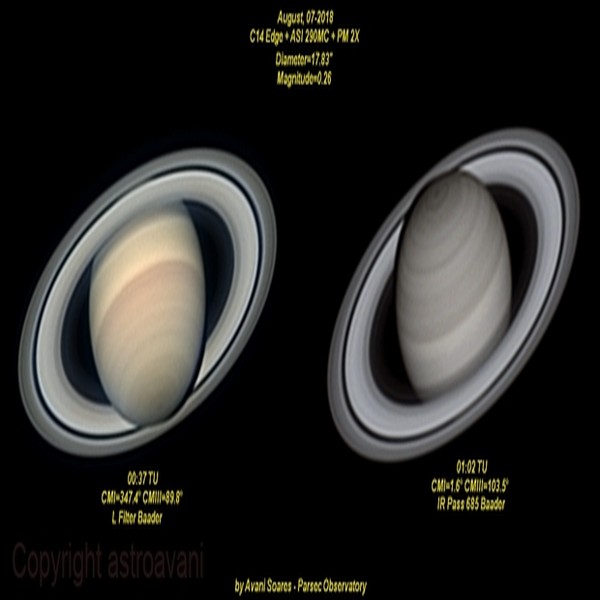 August, 07-2018
C14 Edge + ASI 290MC + PM 2X
Diameter=17.83"
Magnitude=0.26
00:37 TU
CMI=347.4° CMIII=89.8°
L Filter Baader
01:02 TU
CMI=1.6° CMIII=103.5°
IR Pass 685 Baader
Copyright astroavani
by Avani Soares - Parsec Observatory